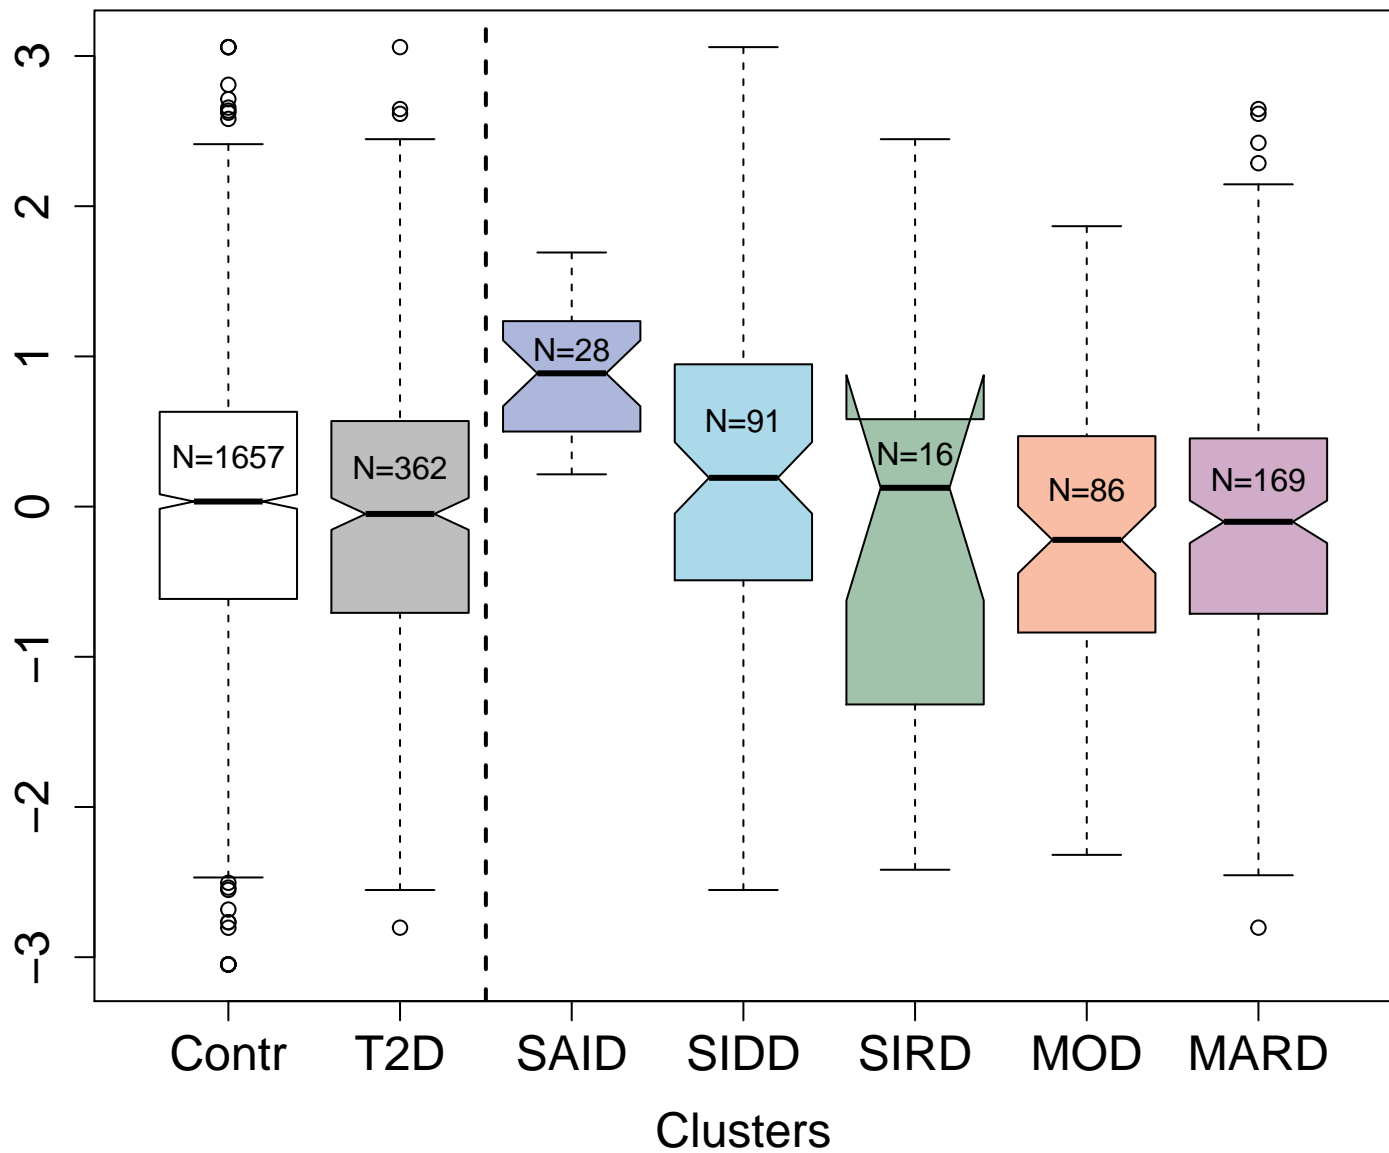 3
2
1
0
−1
−2
−3
N=1657
N=362
N=28
N=91
N=16
N=86
N=169
Contr T2D SAID SIDD SIRD MOD MARD
Clusters